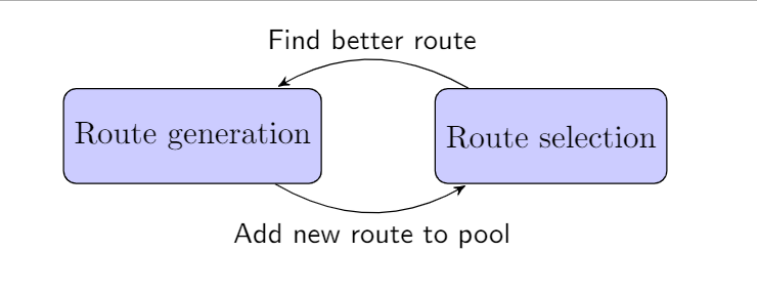 Find better route
Route generation
Route selection
Add new route to pool